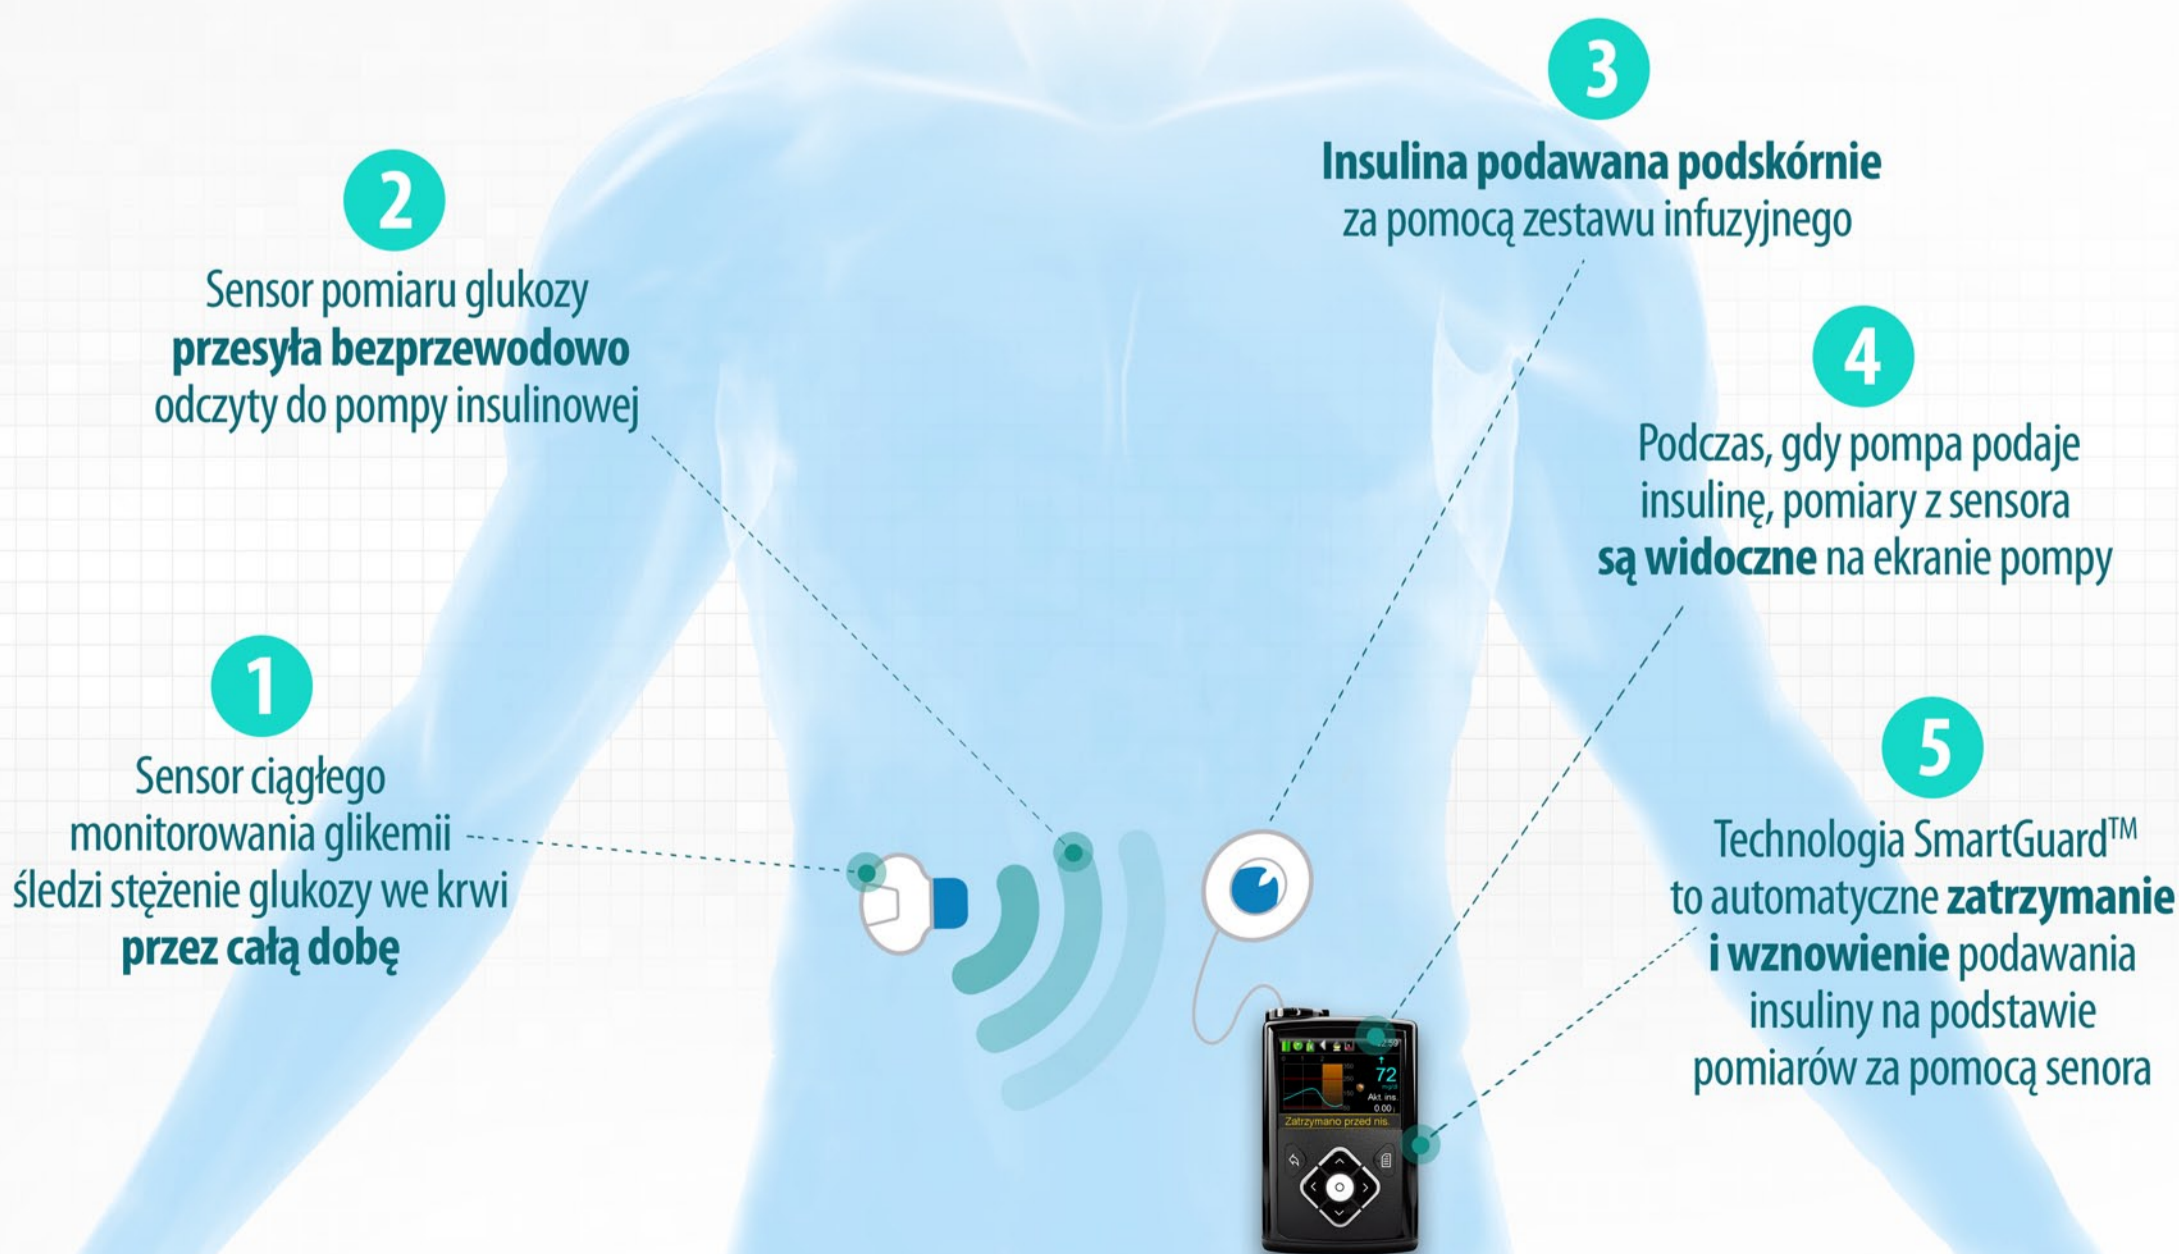 1
Sensor ciągłego
monitorowania glikemii
śledzi stężenie glukozy we krwi
przez całą dobę
2
Sensor pomiaru glukozy
przesyła bezprzewodowo
odczyty do pompy insulinowej
3
Insulina podawana podskórnie
za pomocą zestawu infuzyjnego
4
Podczas, gdy pompa podaje
insulinę, pomiary z sensora
są widoczne na ekranie pompy
5
Technologia SmartGuard™
to automatyczne zatrzymanie
i wznowienie podawania
insuliny na podstawie
pomiarów za pomocą senora
72
mg/dl
Akt. ins.
0.00
Zatrzymano przed nis.